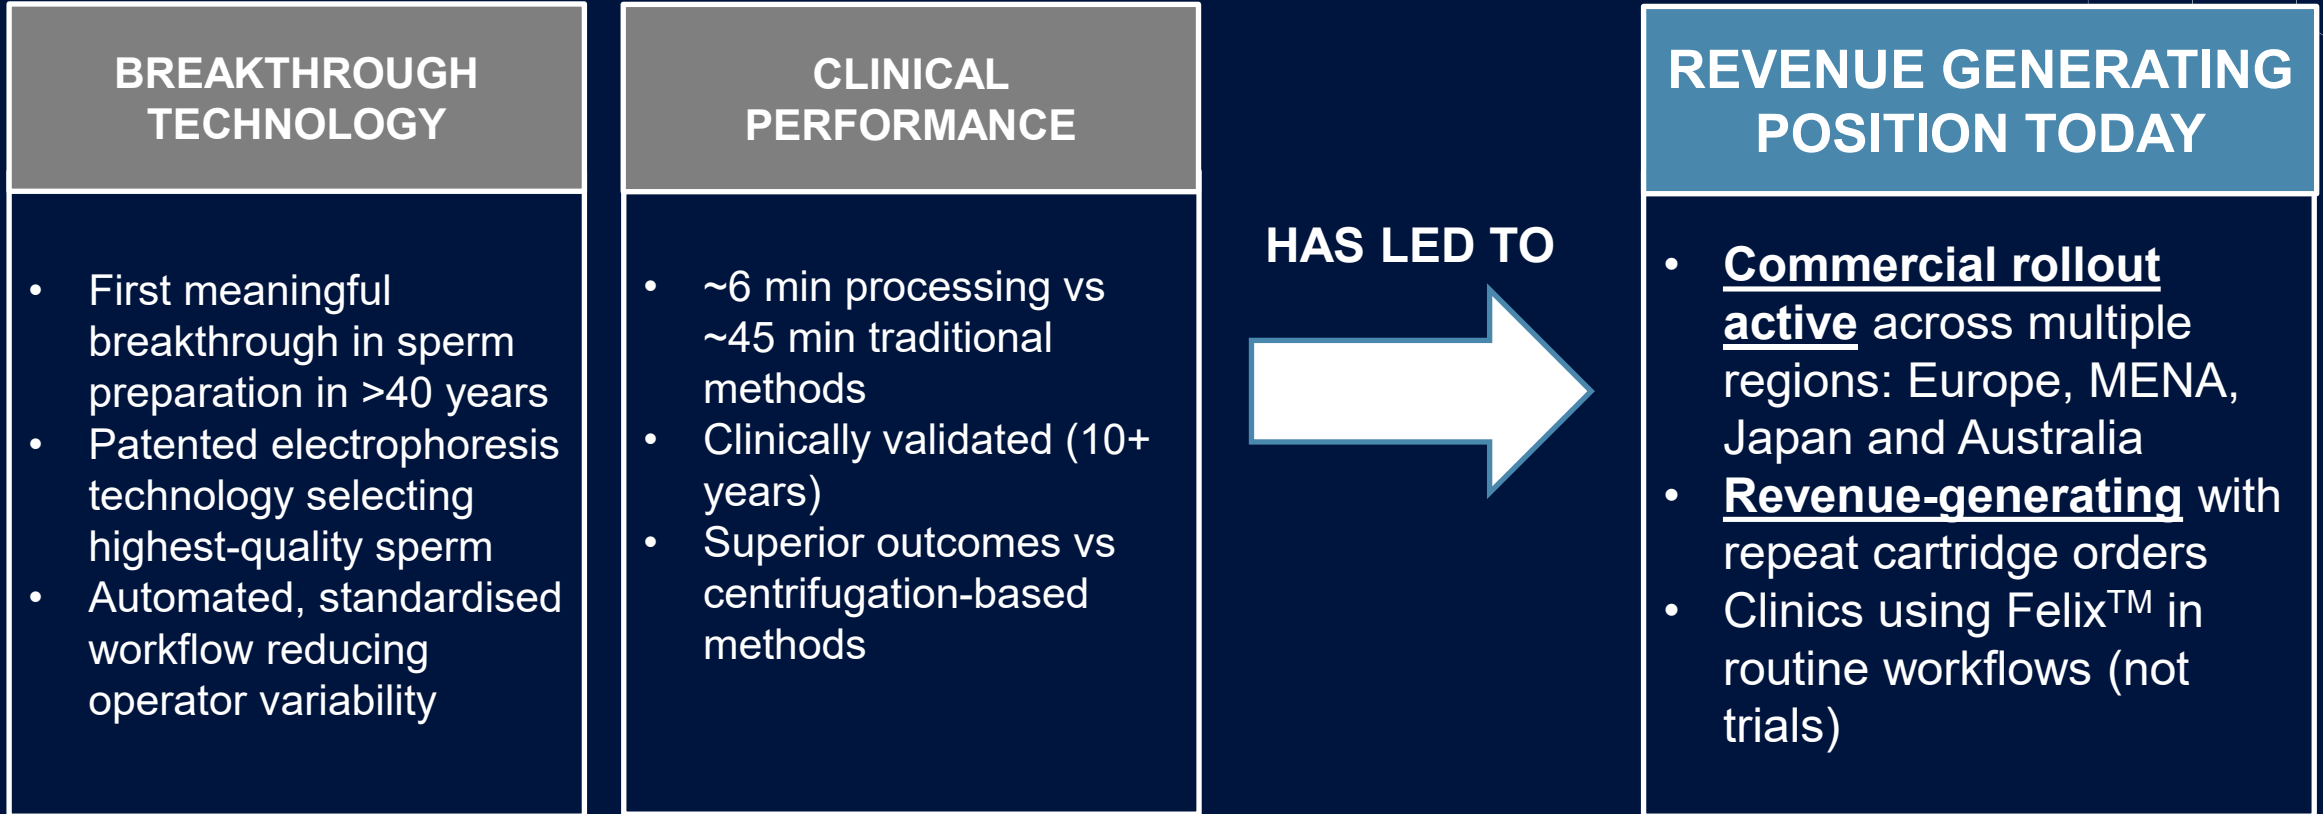 BREAKTHROUGH
TECHNOLOGY
• First meaningful
breakthrough in sperm
preparation in >40 years
• Patented electrophoresis
technology selecting
highest-quality sperm
• Automated, standardised
workflow reducing
operator variability
CLINICAL
PERFORMANCE
• ~6 min processing vs
~45 min traditional
methods
• Clinically validated (10+
years)
• Superior outcomes vs
centrifugation-based
methods
HAS LED TO
REVENUE GENERATING
POSITION TODAY
• Commercial rollout
active across multiple
regions: Europe, MENA,
Japan and Australia
• Revenue-generating with
repeat cartridge orders
• Clinics using Felix™ in
routine workflows (not
trials)